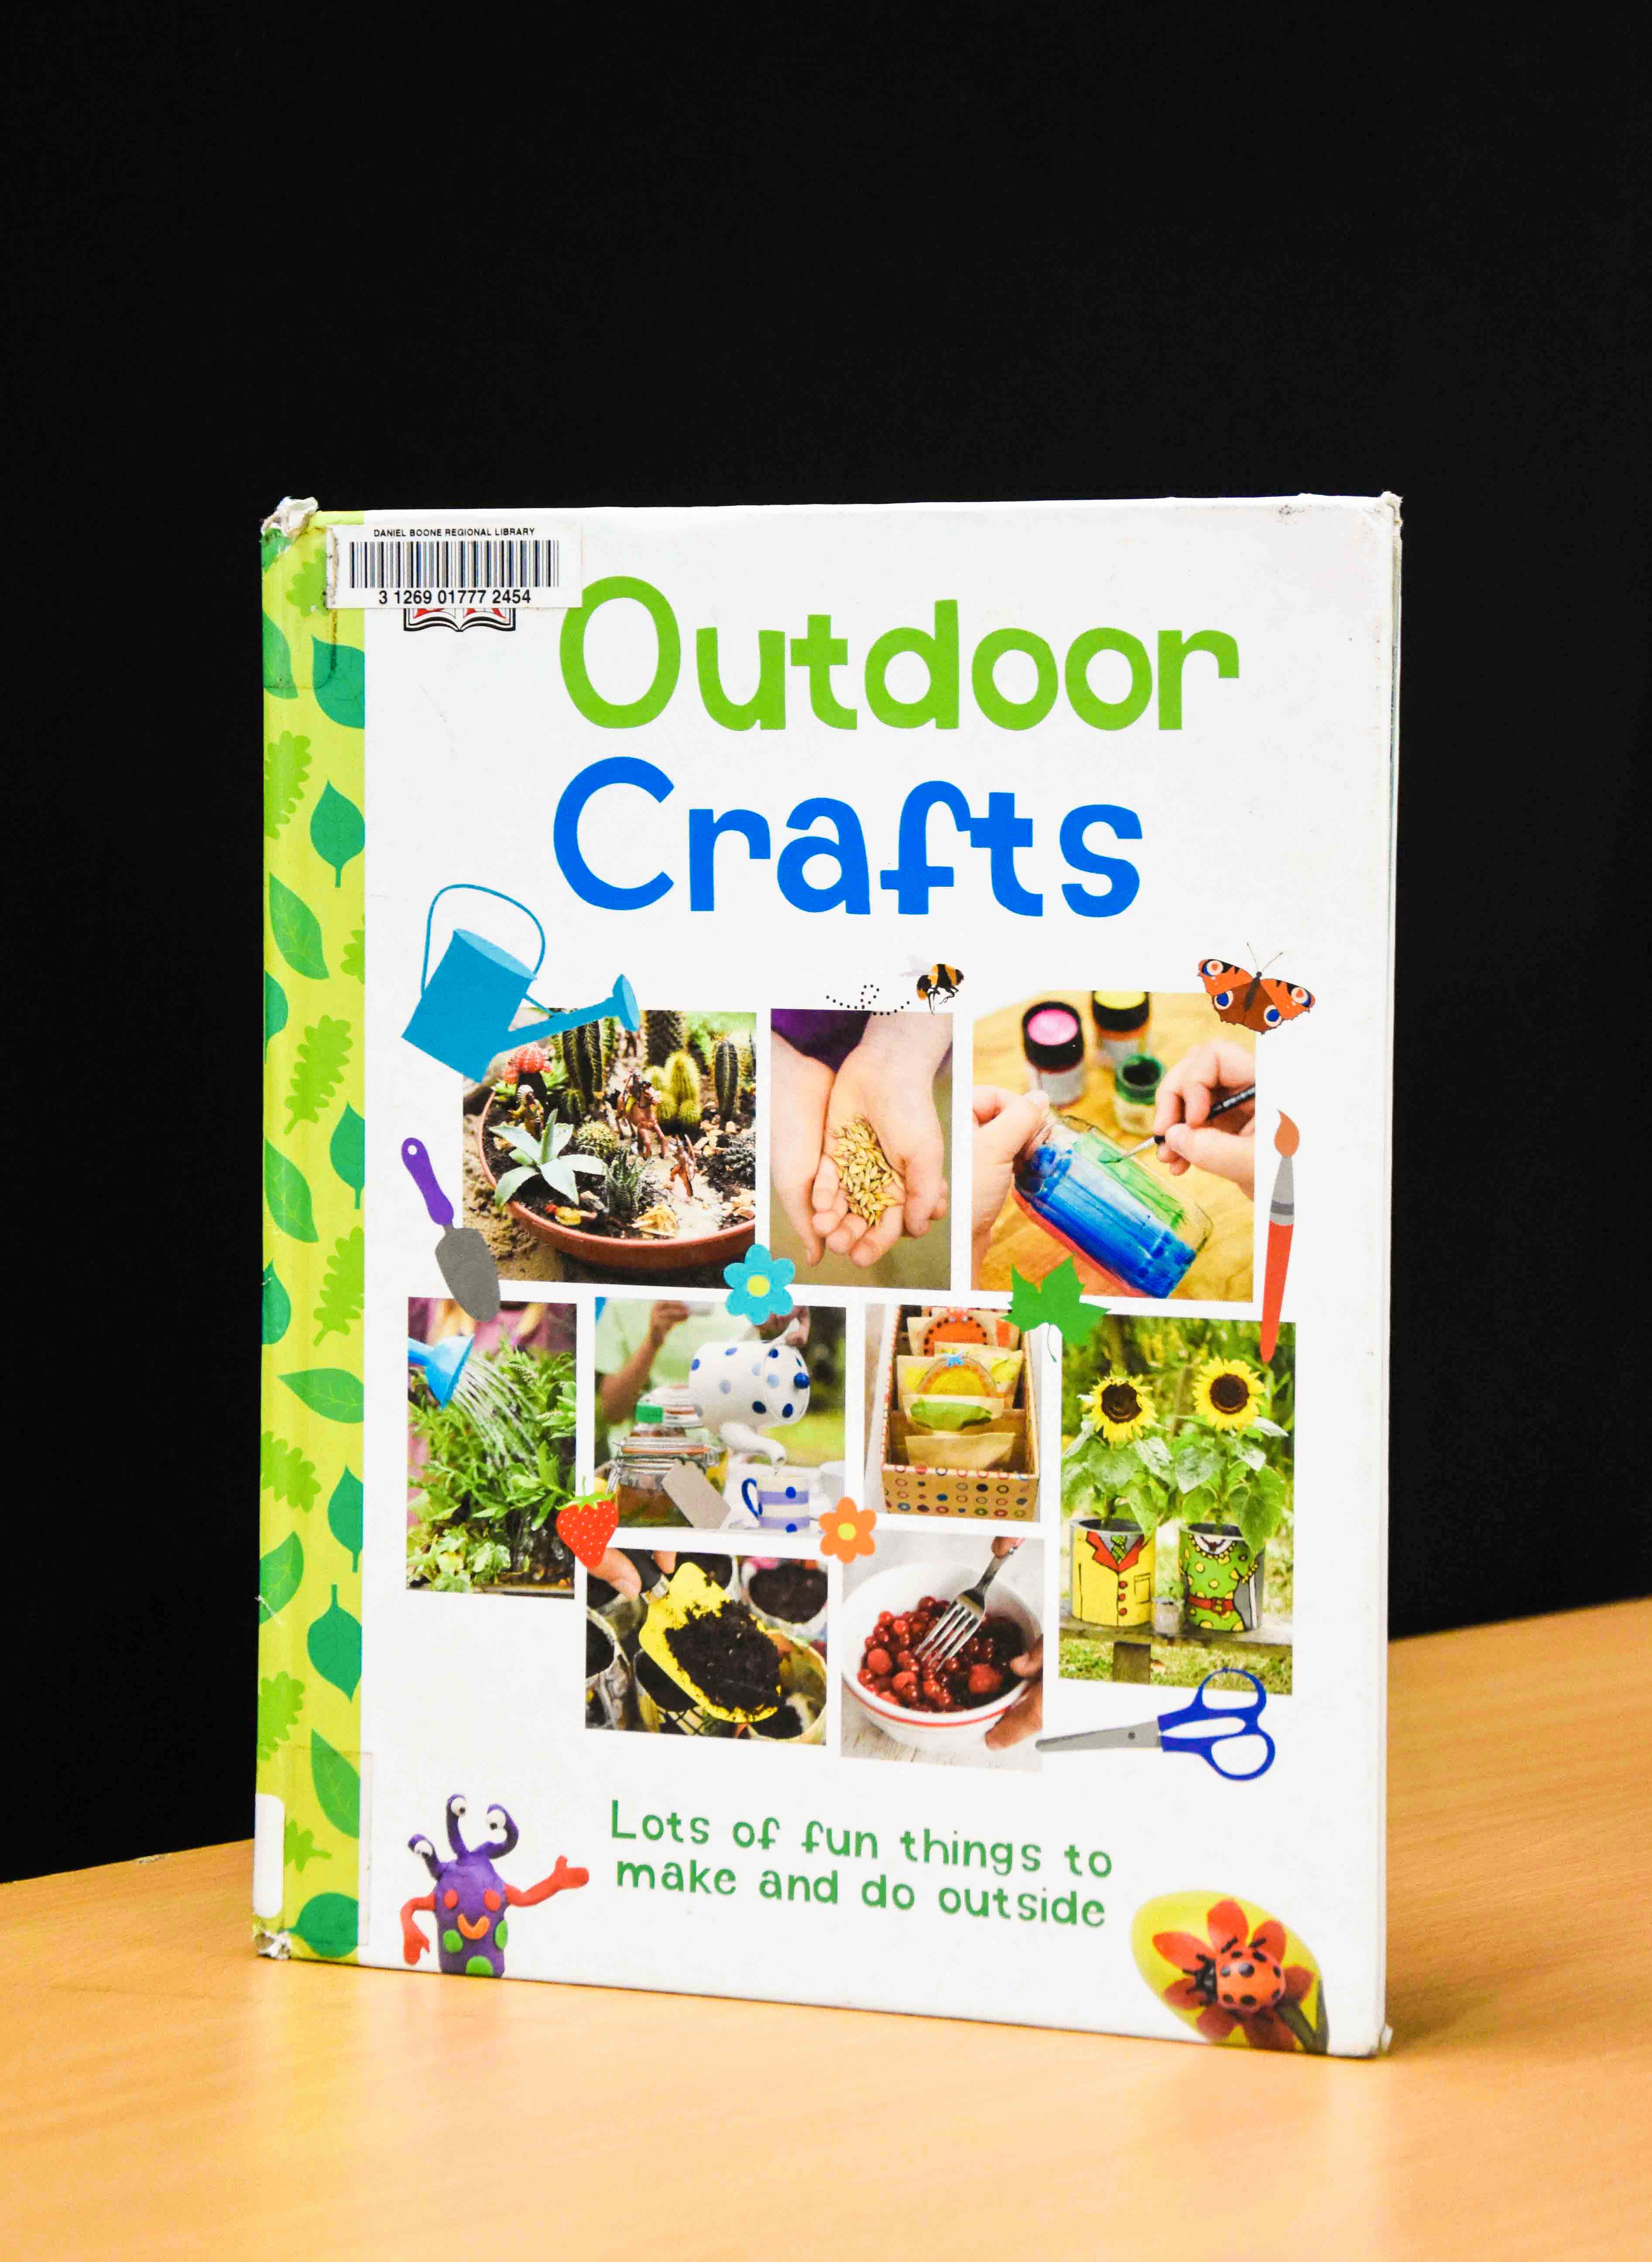 DANIEL BOONE REGIONAL LIBRARY
3 1269 01777 2454
Outdoor
Crafts
Lots of fun things to
make and do outside